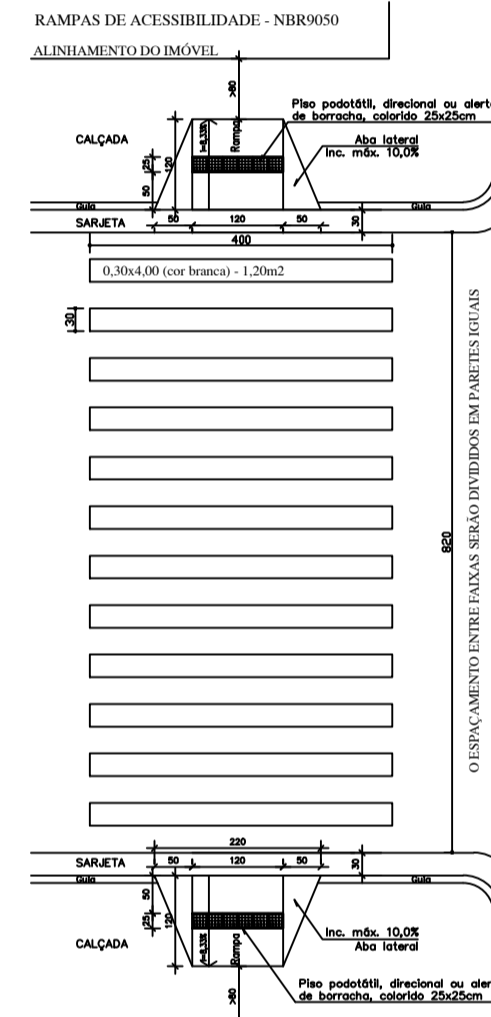 RAMPAS DE ACESSIBILIDADE - NBR9050
ALINHAMENTO DO IMÓVEL
>80
Piso podotátil, direcional ou alert
de borracha, colorido 25x25cm
CALÇADA
i=8,33%
Rampa
Aba lateral
Inc. máx. 10,0%
25
120
50
Guia
Guia
SARJETA
50
120
50
30
400
0,30x4,00 (cor branca) - 1,20m2
30
820
O ESPAÇAMENTO ENTRE FAIXAS SERÃO DIVIDIDOS EM PARETES IGUAIS
220
SARJETA
50
120
50
30
Guia
Guia
50
25
120
i=8,33%
Rampa
CALÇADA
Inc. máx. 10,0%
Aba lateral
>80
Piso podotátil, direcional ou aler
de borracha, colorido 25x25cm